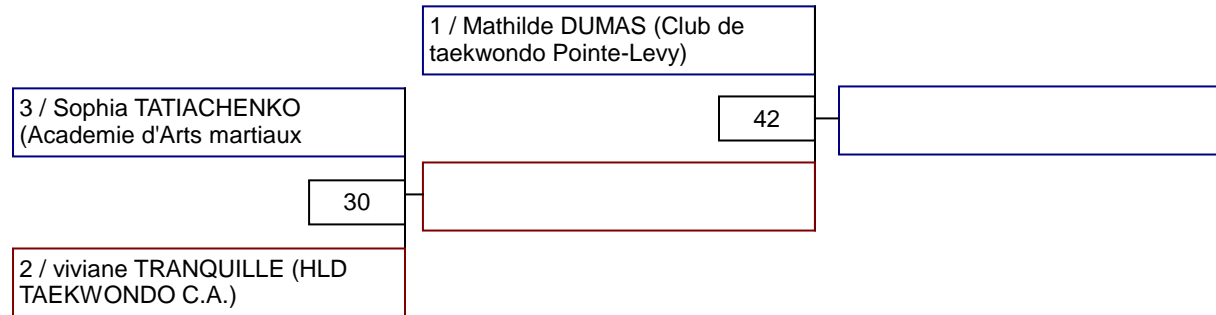 1 / Mathilde DUMAS (Club de
taekwondo Pointe-Levy)
3 / Sophia TATIACHENKO
(Academie d'Arts martiaux
42
30
2 / viviane TRANQUILLE (HLD
TAEKWONDO C.A.)